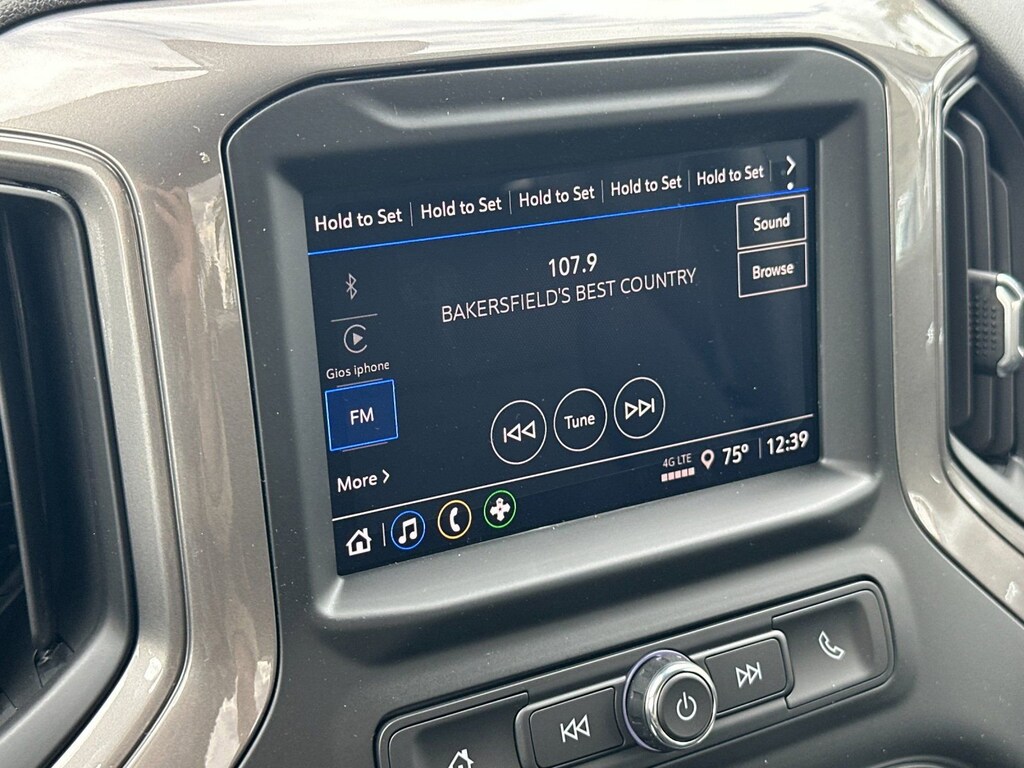 Hold to Set Hold to Set Hold to Set Hold to Set Hold to Set
Sound
107.9
Browse
BAKERSFIELD'S BEST COUNTRY
Gios iphone
FM
Tune
More
4G LTE 75° 12:39